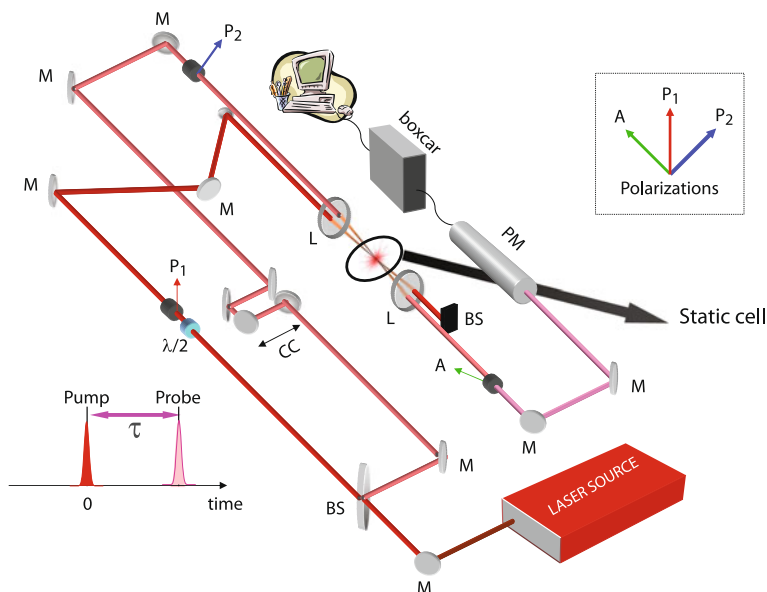 M
P2
M
boxcar
P1
A
P2
Polarizations
M
M
L
PM
P1
λ/2
CC
L
BS
Static cell
A
M
M
Pump
Probe
τ
0
time
BS
M
LASER SOURCE
M